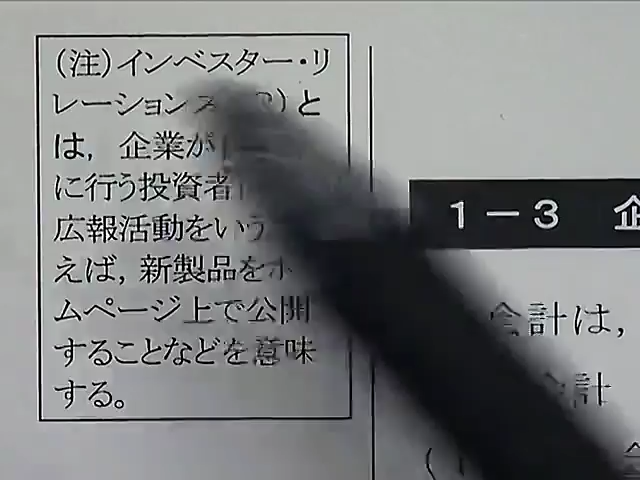 (注)インベスター・リ
レーション
と
は，企業が
に行う投資者
広報活動をいう
えば，新製品をホ
ムページ上で公開
することなどを意味
する。
1－3 企
会計は，
会計